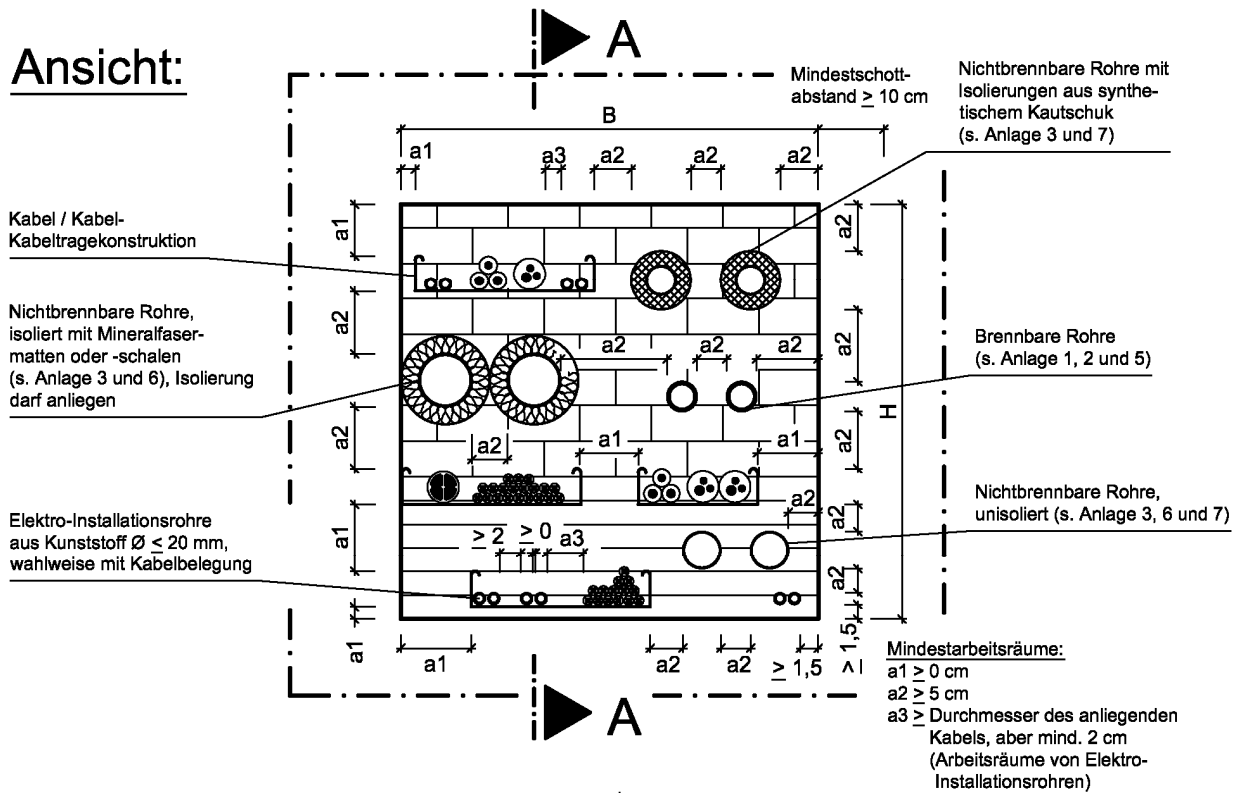 Ansicht:
A
Mindestschott-
abstand ≥ 10 cm
Nichtbrennbare Rohre mit
Isolierungen aus synthe-
tischem Kautschuk
(s. Anlage 3 und 7)
B
a1
a3
a2
a2
a2
Kabel / Kabel-
Kabeltragekonstruktion
a1
a2
Nichtbrennbare Rohre,
isoliert mit Mineralfaser-
matten oder -schalen
(s. Anlage 3 und 6), Isolierung
darf anliegen
a2
a2
a2
a2
a2
Brennbare Rohre
(s. Anlage 1, 2 und 5)
H
a2
a2
a1
a1
a2
a2
Nichtbrennbare Rohre,
unisoliert (s. Anlage 3, 6 und 7)
Elektro-Installationsrohre
aus Kunststoff Ø ≤ 20 mm,
wahlweise mit Kabelbelegung
a1
> 2
≥ 0
a3
a2
a2
a1
a1
a2
a2
≥ 1,5
≥ 1,5
A
Mindestarbeitsräume:
a1 ≥ 0 cm
a2 ≥ 5 cm
a3 ≥ Durchmesser des anliegenden
Kabels, aber mind. 2 cm
(Arbeitsräume von Elektro-
Installationsrohren)